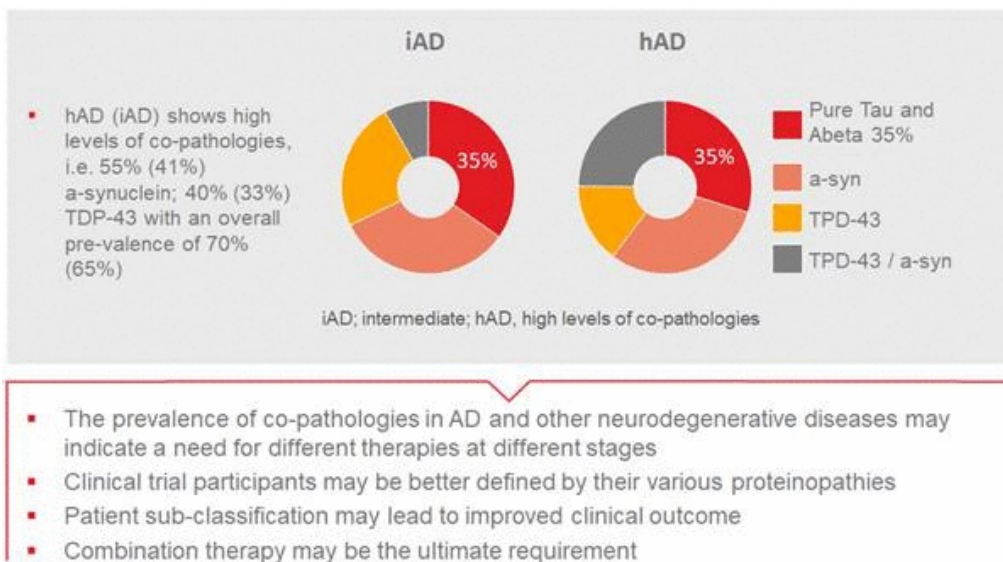 iAD
hAD
▪ hAD (iAD) shows high
levels of co-pathologies,
i.e. 55% (41%)
a-synuclein; 40% (33%)
TDP-43 with an overall
pre-valence of 70%
(65%)
35%
35%
Pure Tau and
Abeta 35%
a-syn
TPD-43
TPD-43 / a-syn
iAD; intermediate; hAD, high levels of co-pathologies
▪ The prevalence of co-pathologies in AD and other neurodegenerative diseases may
indicate a need for different therapies at different stages
▪ Clinical trial participants may be better defined by their various proteinopathies
▪ Patient sub-classification may lead to improved clinical outcome
▪ Combination therapy may be the ultimate requirement